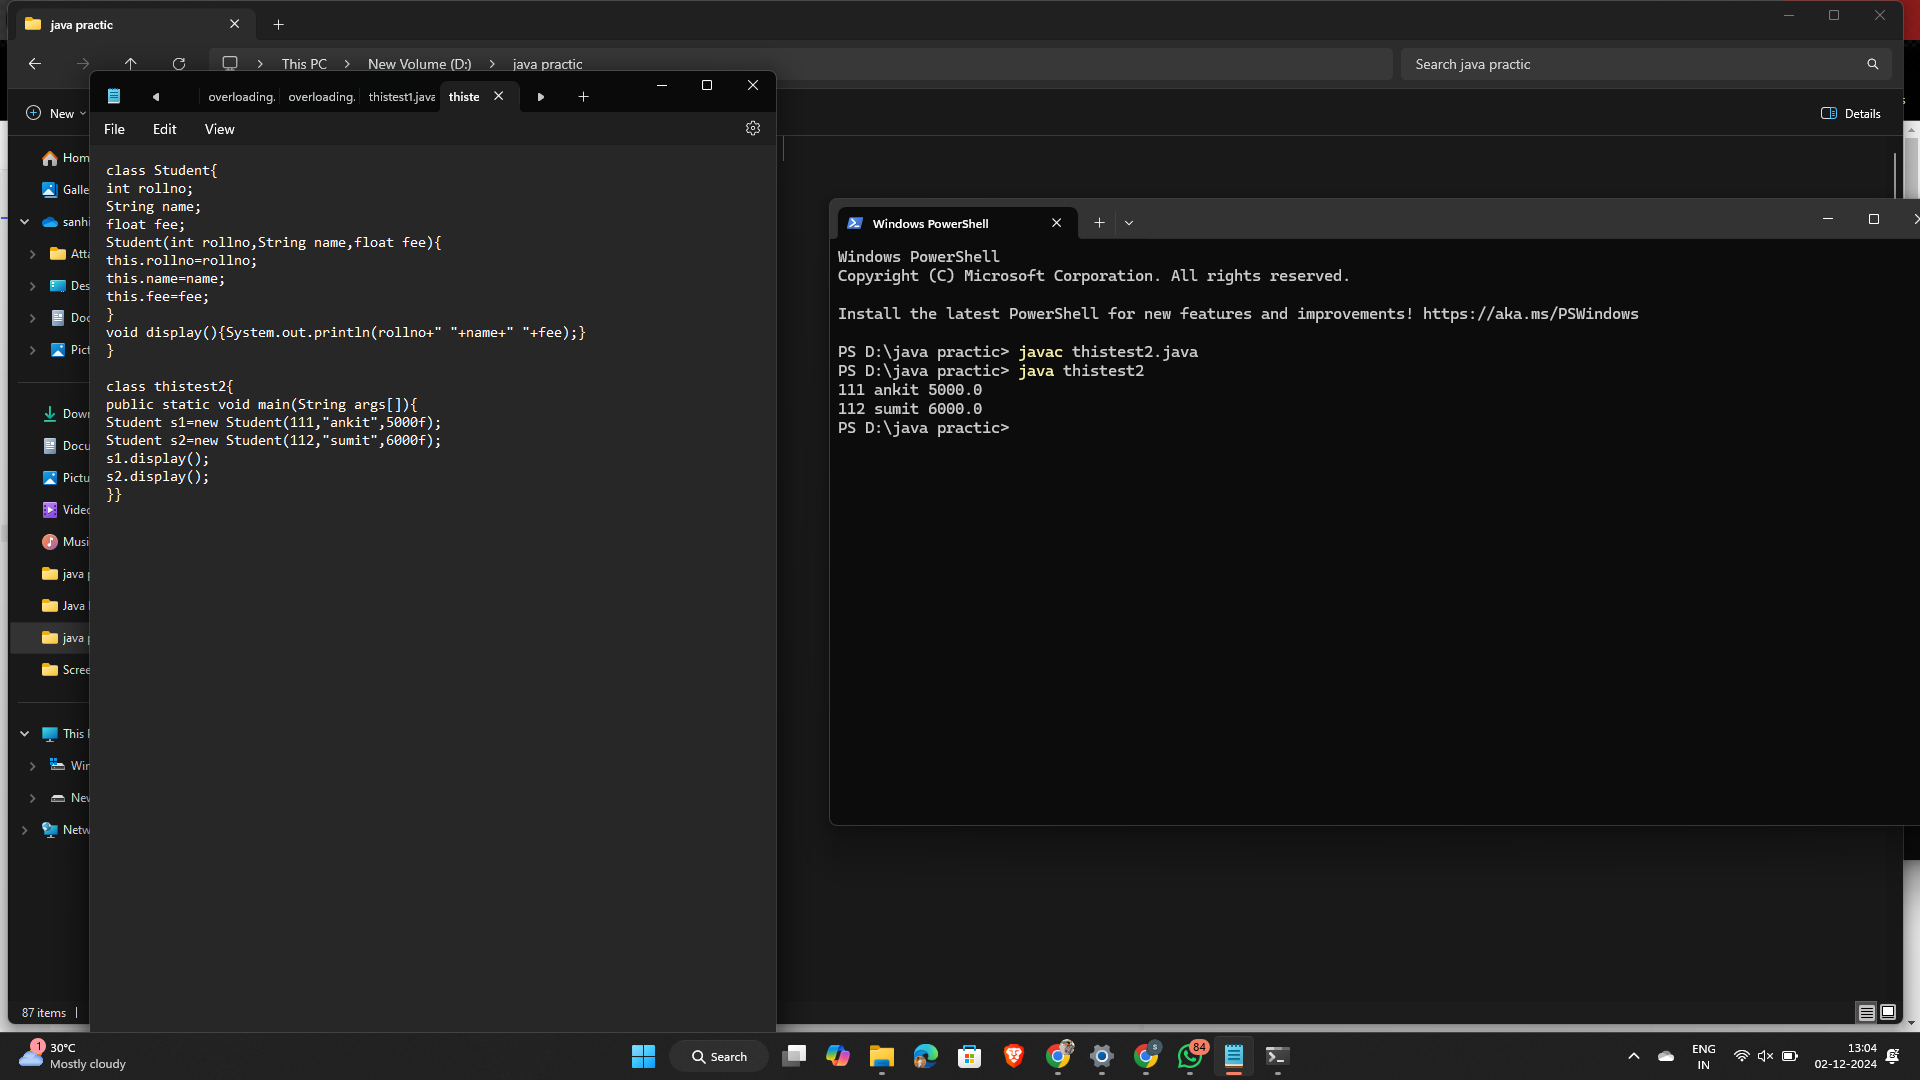 java practic
This PC
New Volume (D:)
java practic
Search java practic
New
Details
overloading.
overloading.
thistest1.java
thiste
File
Edit
View
class Student{
int rollno;
String name;
float fee;
Student(int rollno,String name,float fee){
this.rollno=rollno;
this.name=name;
this.fee=fee;
}
void display(){System.out.println(rollno+" "+name+" "+fee);}
}
class thistest2{
public static void main(String args[]){
Student s1=new Student(111,"ankit",5000f);
Student s2=new Student(112,"sumit",6000f);
s1.display();
s2.display();
}}
Hom
Galle
sanhi
Atta
Des
Doc
Pict
Dow
Docu
Pictu
Video
Musi
java p
Java
java p
Scree
This
Win
New
Netw
87 items
Windows PowerShell
Windows PowerShell
Copyright (C) Microsoft Corporation. All rights reserved.
Install the latest PowerShell for new features and improvements! https://aka.ms/PSWindows
PS D:\java practic> javac thistest2.java
PS D:\java practic> java thistest2
111 ankit 5000.0
112 sumit 6000.0
PS D:\java practic>
1
30°C
Mostly cloudy
Search
S
84
ENG
IN
13:04
02-12-2024